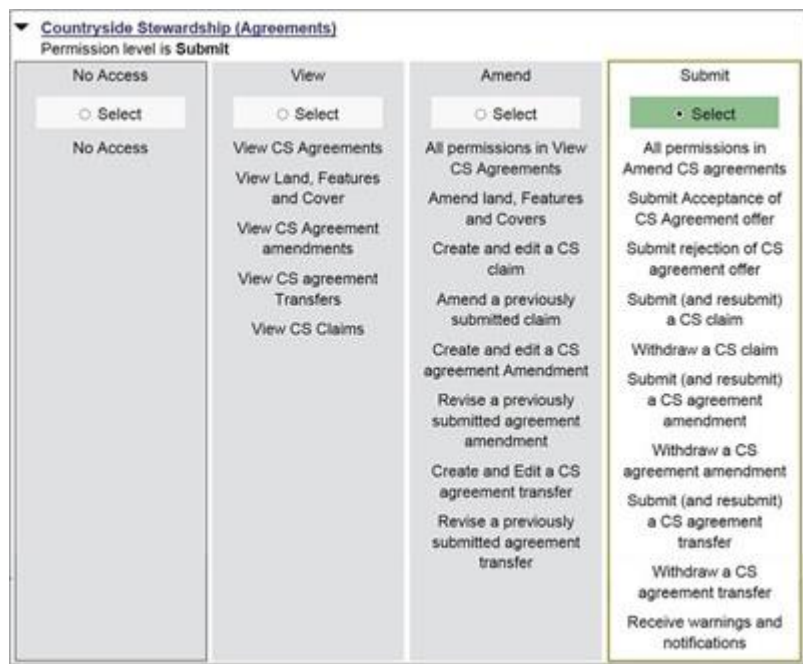 Countryside Stewardship (Agreements)
Permission level is Submit
No Access
Select
No Access
View
Select
View CS Agreements
View Land, Features
and Cover
View CS Agreement
amendments
View CS agreement
Transfers
View CS Claims
Amend
Select
All permissions in View
CS Agreements
Amend land, Features
and Covers
Create and edit a CS
claim
Amend a previously
submitted claim
Create and edit a CS
agreement Amendment
Revise a previously
submitted agreement
amendment
Create and Edit a CS
agreement transfer
Revise a previously
submitted agreement
transfer
Submit
Select
All permissions in
Amend CS agreements
Submit Acceptance of
CS Agreement offer
Submit rejection of CS
agreement offer
Submit (and resubmit)
a CS claim
Withdraw a CS claim
Submit (and resubmit)
a CS agreement
amendment
Withdraw a CS
agreement amendment
Submit (and resubmit)
a CS agreement
transfer
Withdraw a CS
agreement transfer
Receive warnings and
notifications